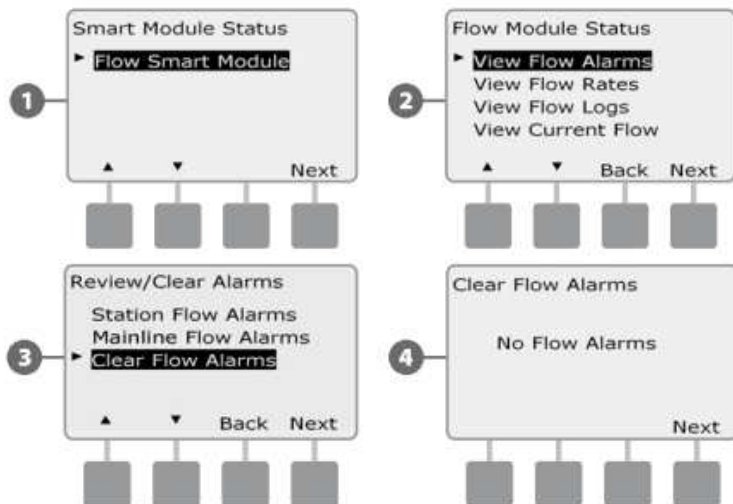 Smart Module Status
► Flow Smart Module
1
▲ ▼ Next
Flow Module Status
► View Flow Alarms
View Flow Rates
View Flow Logs
View Current Flow
2
▲ ▼ Back Next
Review/Clear Alarms
Station Flow Alarms
Mainline Flow Alarms
► Clear Flow Alarms
3
▲ ▼ Back Next
Clear Flow Alarms
No Flow Alarms
4
Next